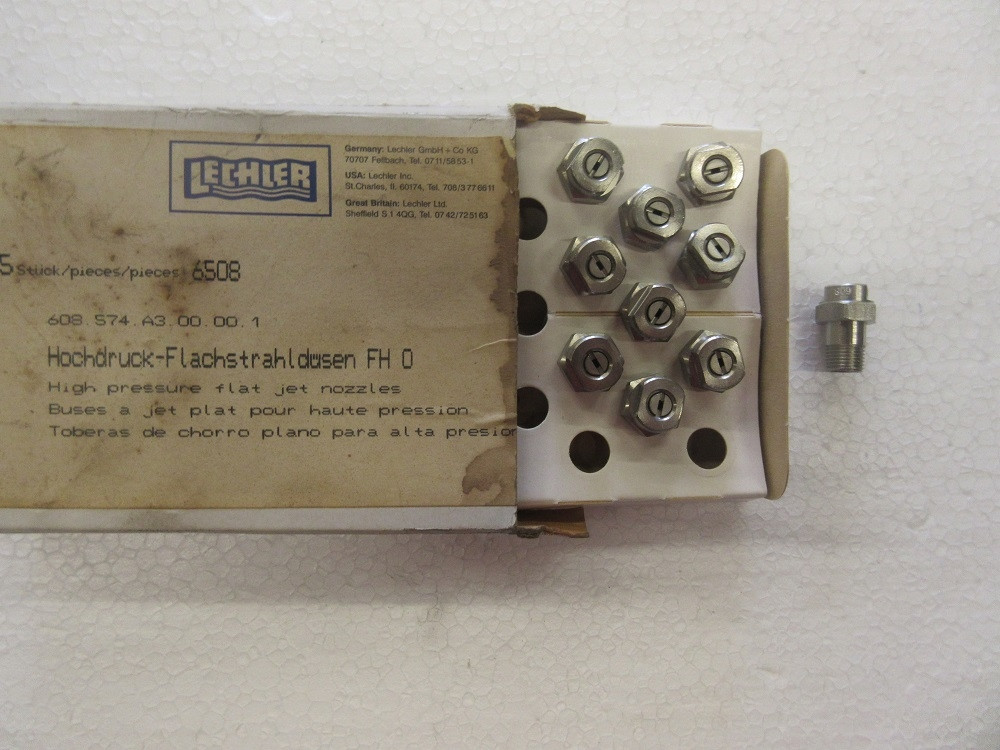 LECHLER
Germany: Lechler GmbH + Co KG
70707 Fellbach, Tel. 0711/5853-1
USA: Lechler Inc.
St.Charles, IL 60174, Tel. 708/3776611
Great Britain: Lechler Ltd.
Sheffield S.1 4QG, Tel. 0742/725163
5 Stück/pieces/pieces 6508
608.574.A3.00.00.1
Hochdruck-Flachstrahldüsen FH 0
High pressure flat jet nozzles
Buses a jet plat pour haute pression
Toberas de chorro plano para alta presion